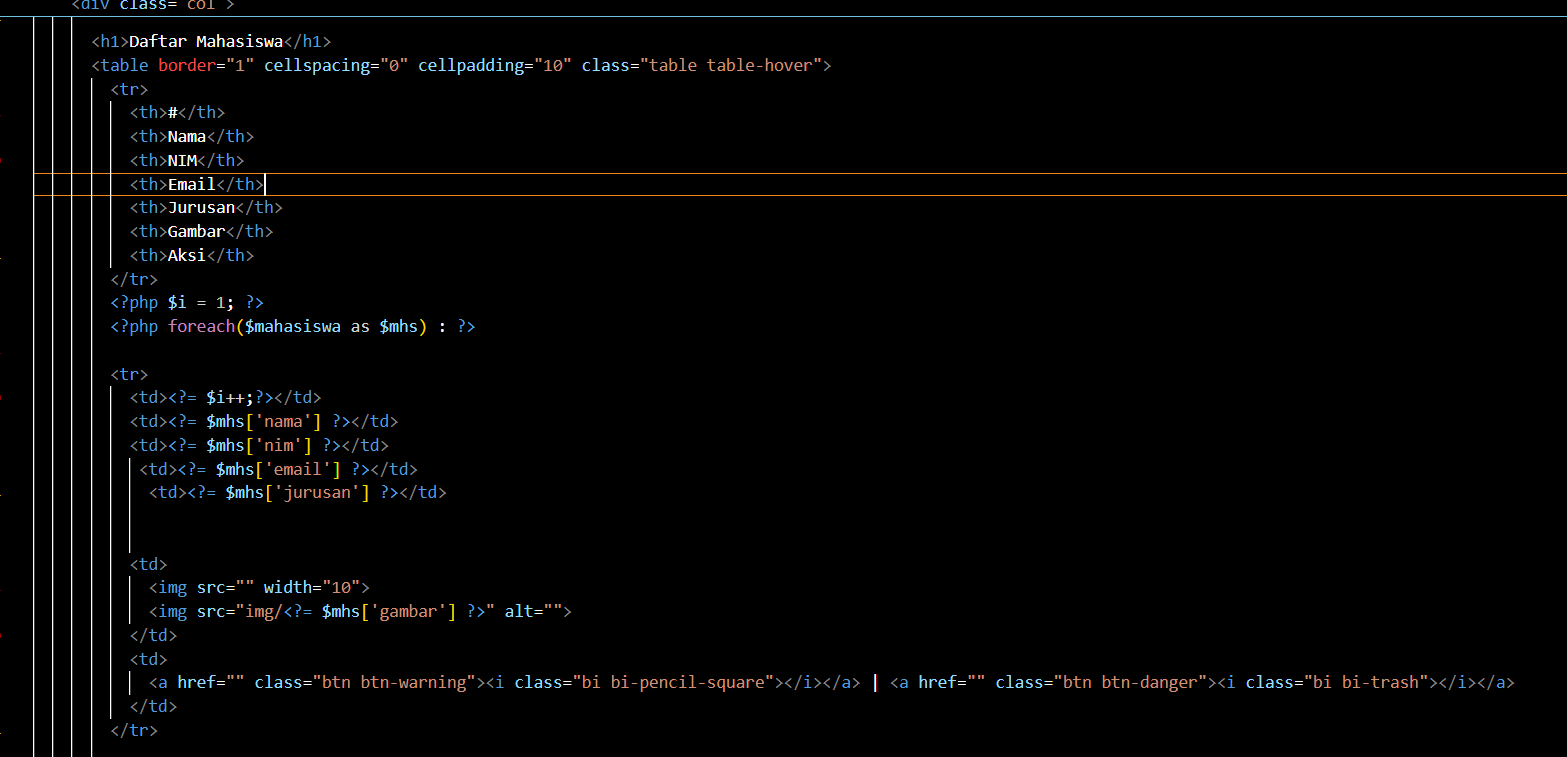 <div class="col">
<h1>Daftar Mahasiswa</h1>
<table border="1" cellspacing="0" cellpadding="10" class="table table-hover">
<tr>
<th>#</th>
<th>Nama</th>
<th>NIM</th>
<th>Email</th>
<th>Jurusan</th>
<th>Gambar</th>
<th>Aksi</th>
</tr>
<?php $i = 1; ?>
<?php foreach($mahasiswa as $mhs) : ?>
<tr>
<td><?= $i++;?></td>
<td><?= $mhs['nama'] ?></td>
<td><?= $mhs['nim'] ?></td>
<td><?= $mhs['email'] ?></td>
<td><?= $mhs['jurusan'] ?></td>
<td>
<img src="" width="10">
<img src="img/<?= $mhs['gambar'] ?>" alt="">
</td>
<td>
<a href="" class="btn btn-warning"><i class="bi bi-pencil-square"></i></a> | <a href="" class="btn btn-danger"><i class="bi bi-trash"></i></a>
</td>
</tr>